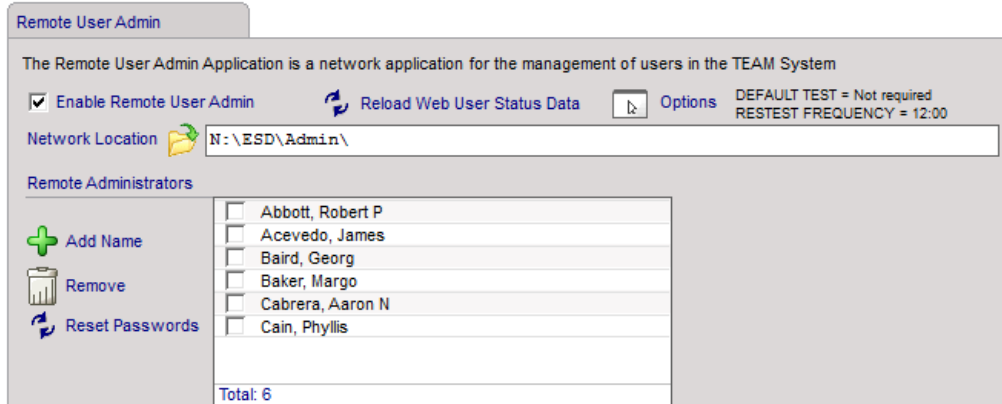 Remote User Admin
The Remote User Admin Application is a network application for the management of users in the TEAM System
Enable Remote User Admin
Reload Web User Status Data
Options
DEFAULT TEST = Not required
RESTEST FREQUENCY = 12:00
Network Location
N:\ESD\Admin\
Remote Administrators
Add Name
Remove
Reset Passwords
Abbott, Robert P
Acevedo, James
Baird, Georg
Baker, Margo
Cabrera, Aaron N
Cain, Phyllis
Total: 6